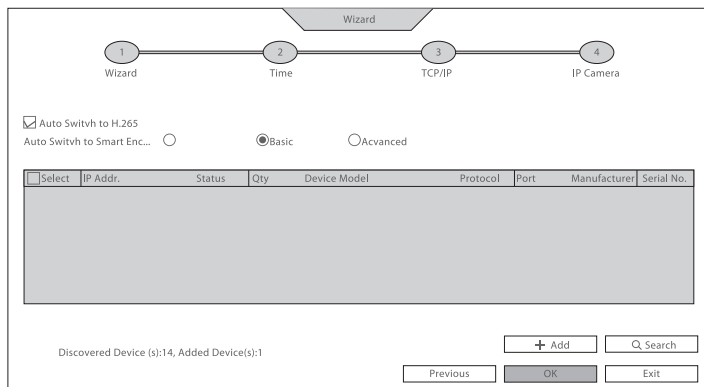 Wizard
1 2 3 4
Wizard Time TCP/IP IP Camera
Auto Switvh to H.265
Auto Switvh to Smart Enc... Basic Acvanced
Select IP Addr. Status Qty Device Model Protocol Port Manufacturer Serial No.
Discovered Device (s):14, Added Device(s):1
+ Add Search
Previous OK Exit